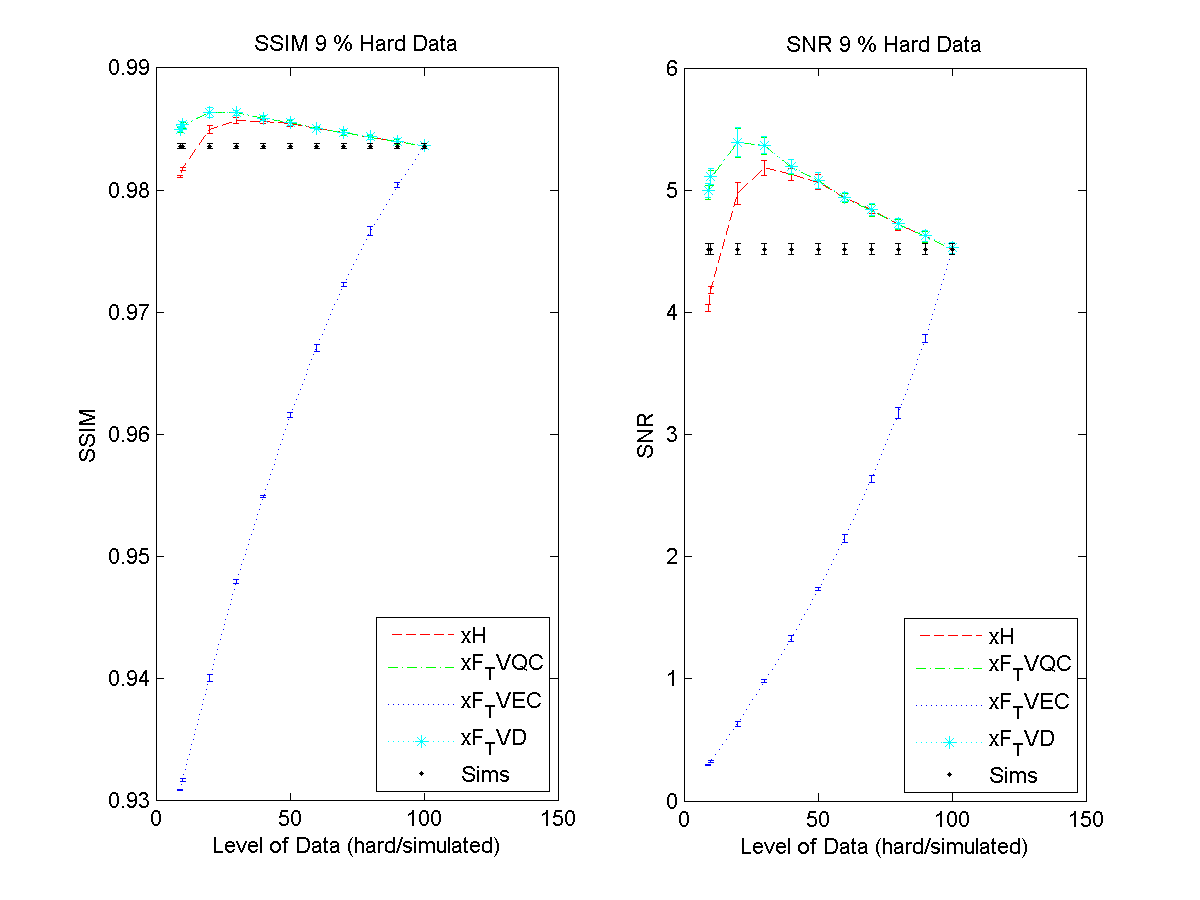 SSIM 9 % Hard Data
0.99
0.98
0.97
0.96
0.95
0.94
0.93
SSIM
0
50
100
150
Level of Data (hard/simulated)
xH
xF_TVQC
xF_TVEC
xF_TVD
Sims
SNR 9 % Hard Data
6
5
4
3
2
1
0
SNR
0
50
100
150
Level of Data (hard/simulated)
xH
xF_TVQC
xF_TVEC
xF_TVD
Sims